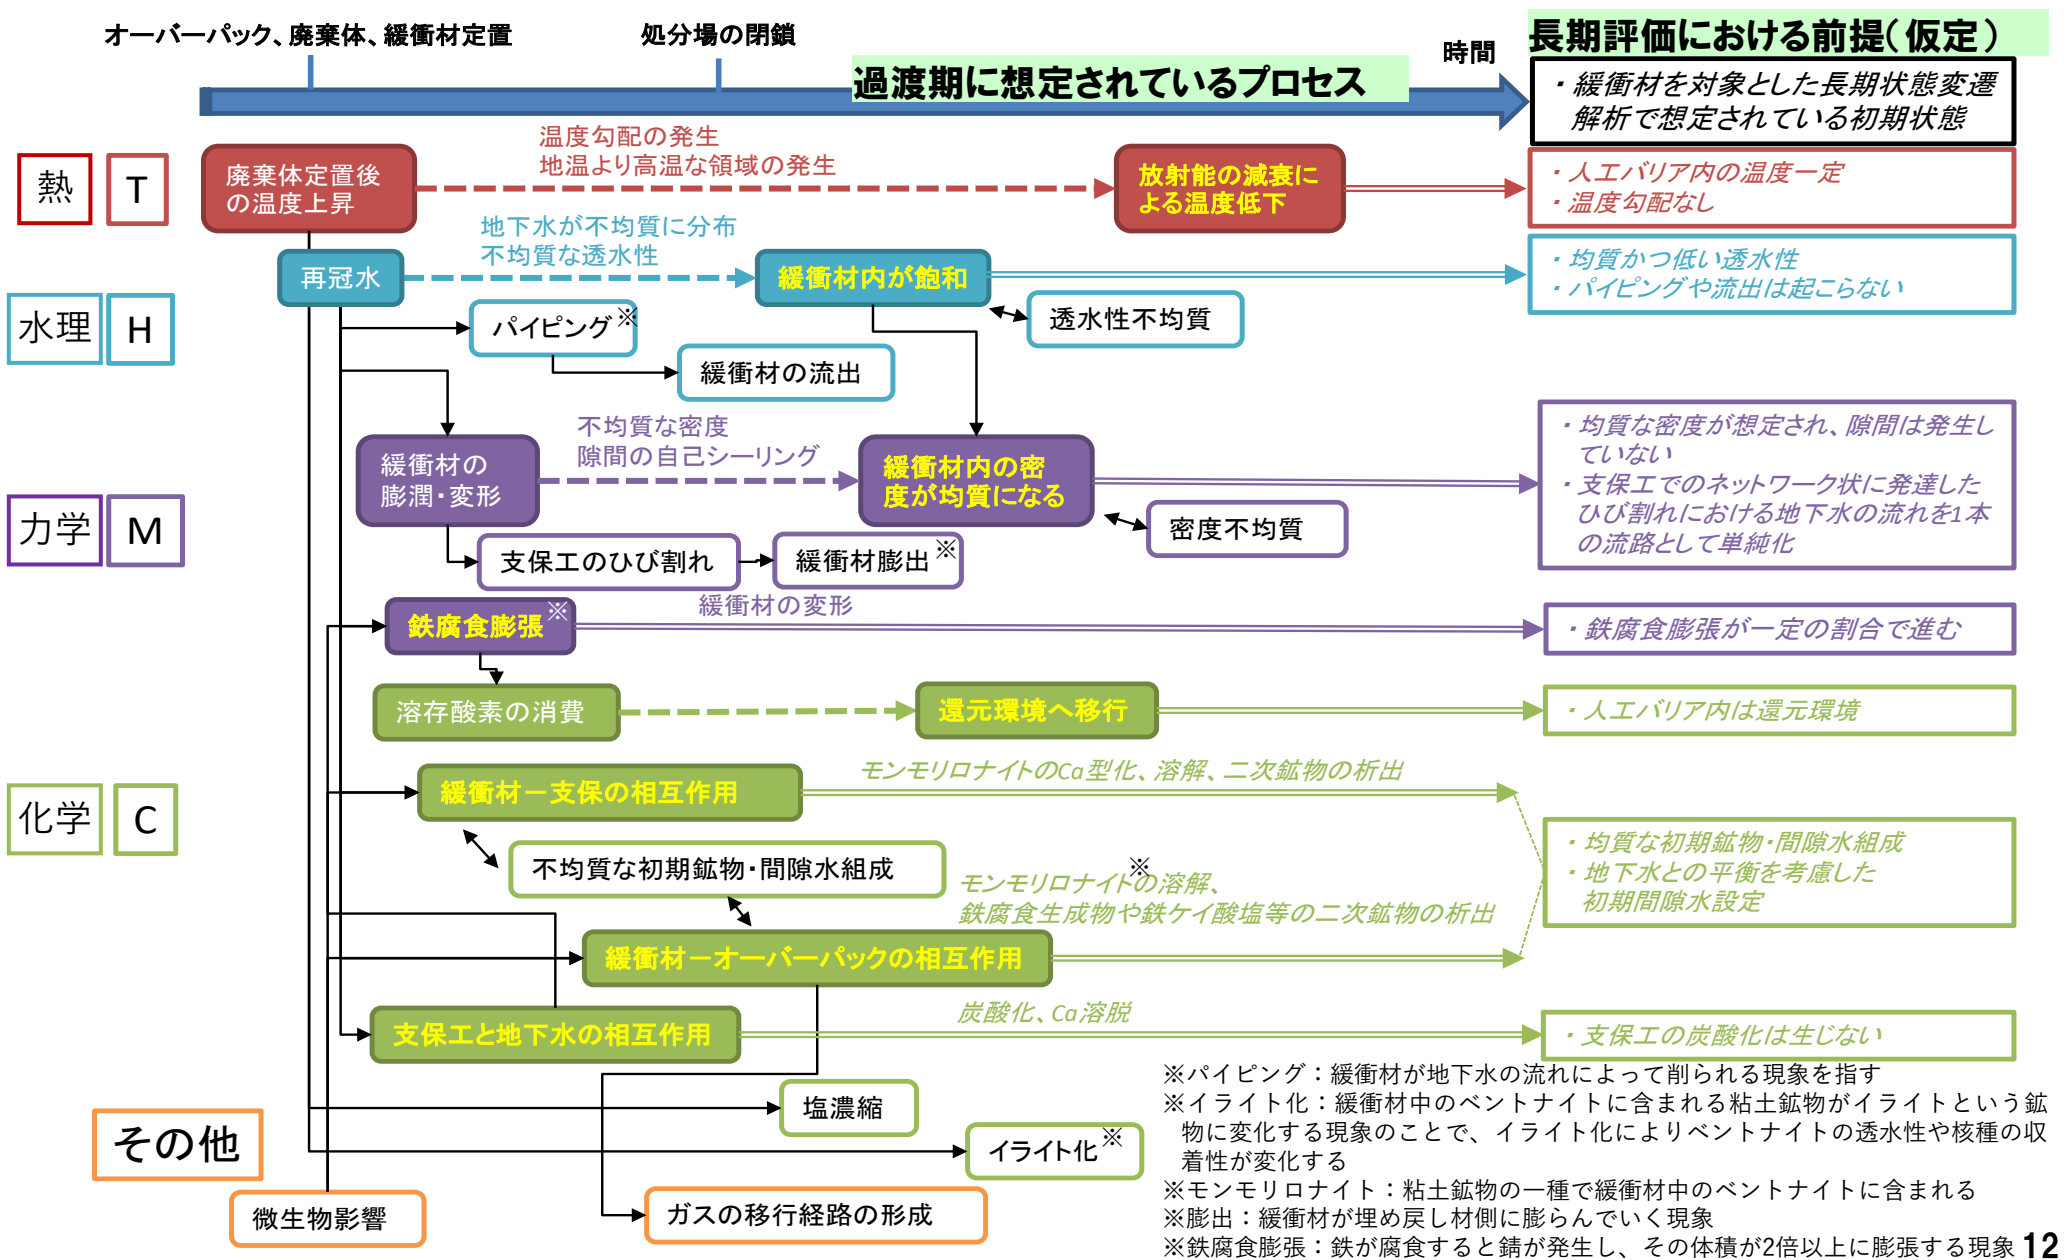 オーバーパック、廃棄体、緩衝材定置
処分場の閉鎖
過渡期に想定されているプロセス
時間
長期評価における前提（仮定）
・緩衝材を対象とした長期状態変遷
解析で想定されている初期状態
熱
T
廃棄体定置後
の温度上昇
温度勾配の発生
地温より高温な領域の発生
放射能の減衰に
よる温度低下
・人工バリア内の温度一定
・温度勾配なし
水理
H
再冠水
地下水が不均質に分布
不均質な透水性
緩衝材内が飽和
・均質かつ低い透水性
・パイピングや流出は起こらない
パイピング※
透水性不均質
緩衝材の流出
力学
M
緩衝材の
膨潤・変形
不均質な密度
隙間の自己シーリング
緩衝材内の密
度が均質になる
・均質な密度が想定され、隙間は発生し
ていない
・支保工でのネットワーク状に発達した
ひび割れにおける地下水の流れを1本
の流路として単純化
密度不均質
支保工のひび割れ
緩衝材膨出※
鉄腐食膨張※
緩衝材の変形
・鉄腐食膨張が一定の割合で進む
溶存酸素の消費
還元環境へ移行
・人工バリア内は還元環境
化学
C
緩衝材－支保の相互作用
モンモリロナイトのCa型化、溶解、二次鉱物の析出
不均質な初期鉱物・間隙水組成
・均質な初期鉱物・間隙水組成
・地下水との平衡を考慮した
初期間隙水設定
※
モンモリロナイトの溶解、
鉄腐食生成物や鉄ケイ酸塩等の二次鉱物の析出
緩衝材－オーバーパックの相互作用
支保工と地下水の相互作用
炭酸化、Ca溶脱
・支保工の炭酸化は生じない
塩濃縮
イライト化※
その他
微生物影響
ガスの移行経路の形成
※パイピング：緩衝材が地下水の流れによって削られる現象を指す
※イライト化：緩衝材中のベントナイトに含まれる粘土鉱物がイライトという鉱
物に変化する現象のことで、イライト化によりベントナイトの透水性や核種の収
着性が変化する
※モンモリロナイト：粘土鉱物の一種で緩衝材中のベントナイトに含まれる
※膨出：緩衝材が埋め戻し材側に膨らんでいく現象
※鉄腐食膨張：鉄が腐食すると錆が発生し、その体積が2倍以上に膨張する現象
12